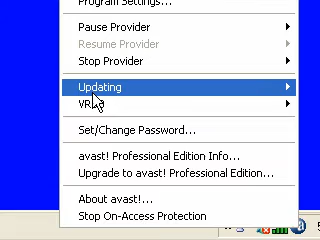 Program Settings...
Pause Provider
Resume Provider
Stop Provider
Updating
Set/Change Password...
avast! Professional Edition Info...
Upgrade to avast! Professional Edition...
About avast!...
Stop On-Access Protection